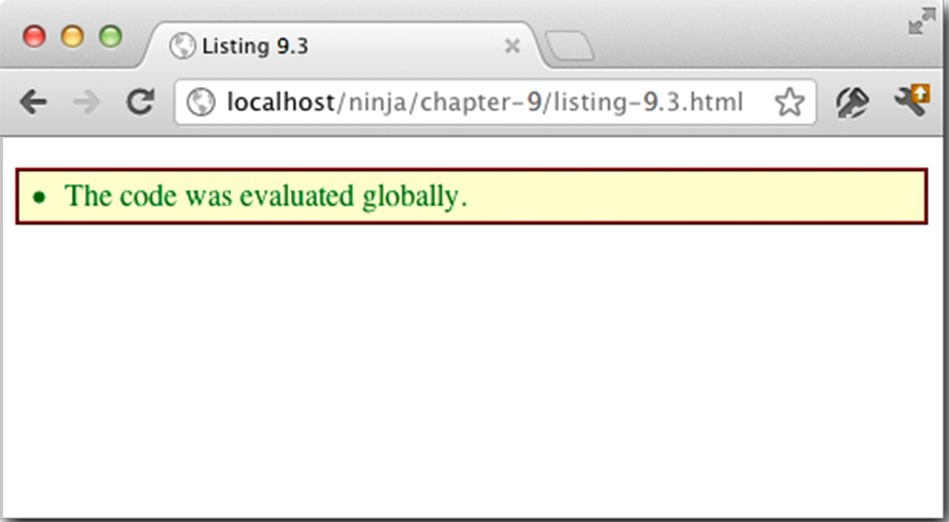 Listing 9.3
localhost/ninja/chapter-9/listing-9.3.html
• The code was evaluated globally.